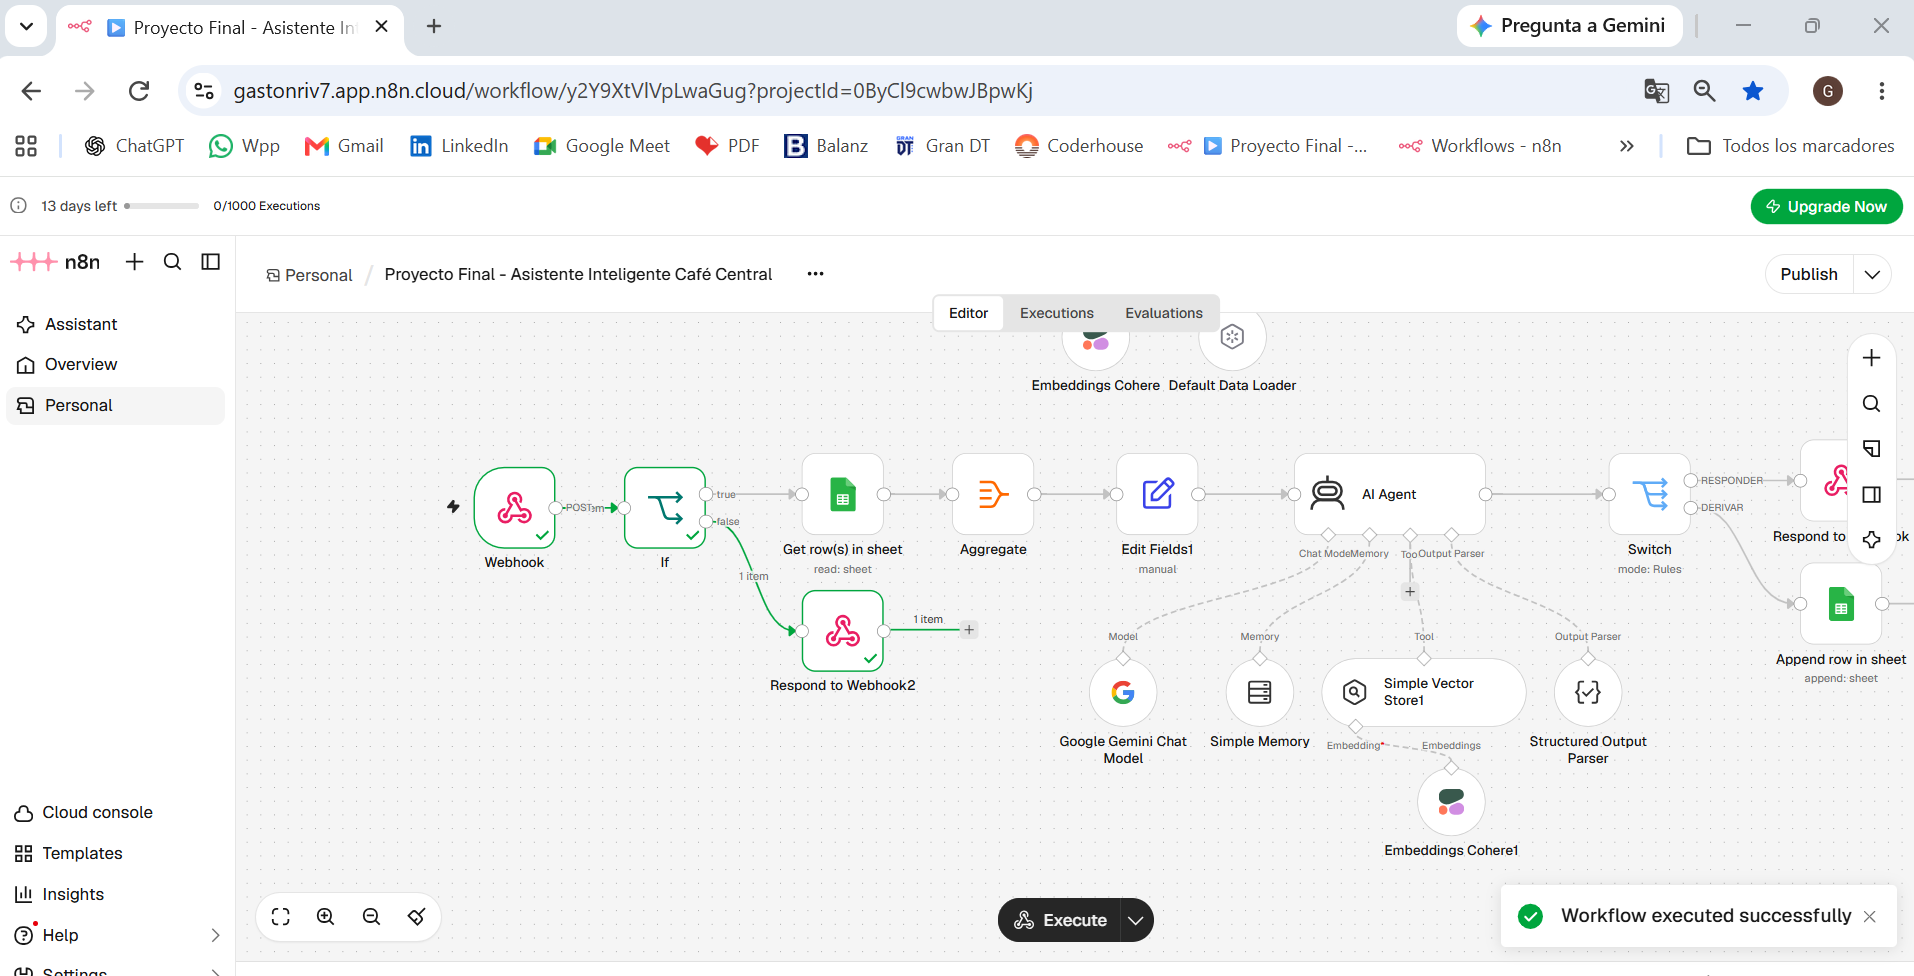 Proyecto Final - Asistente In
Pregunta a Gemini
gastonriv7.app.n8n.cloud/workflow/y2Y9XtVlVpLwaGug?projectId=0ByCl9cwbwJBpwKj
G
ChatGPT
Wpp
Gmail
LinkedIn
Google Meet
PDF
Balanz
GRAN DT
Gran DT
Coderhouse
Proyecto Final -...
Workflows - n8n
»
Todos los marcadores
13 days left
0/1000 Executions
Upgrade Now
n8n
Personal / Proyecto Final - Asistente Inteligente Café Central
Publish
Editor
Executions
Evaluations
Assistant
Overview
Personal
Embeddings Cohere
Default Data Loader
POST
true
false
RESPONDER
DERIVAR
AI Agent
Webhook
If
Get row(s) in sheet
read: sheet
Aggregate
Edit Fields1
manual
Chat Model
Memory
Tool
Output Parser
Switch
mode: Rules
Respond to
ok
1 item
1 item
Respond to Webhook2
Append row in sheet
append: sheet
Model
Memory
Tool
Output Parser
Simple Vector
Store1
Google Gemini Chat
Model
Simple Memory
Embedding*
Embeddings
Structured Output
Parser
Embeddings Cohere1
Cloud console
Templates
Insights
Help
Settings
Execute
Workflow executed successfully